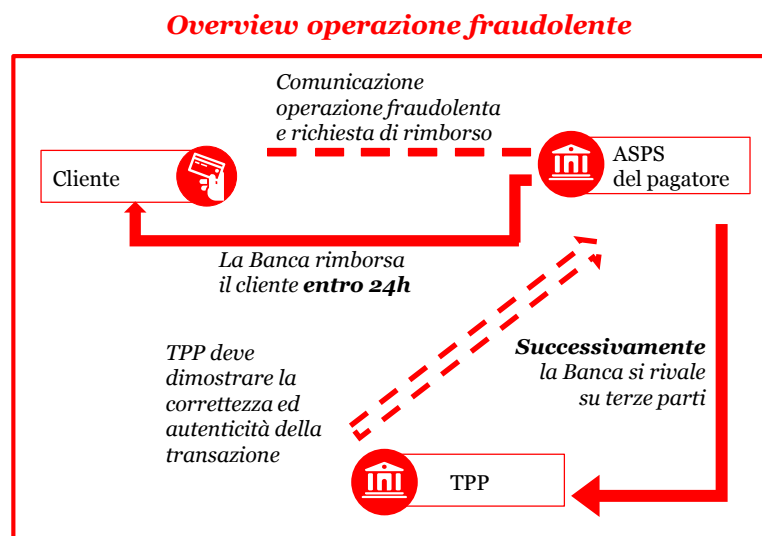 Overview operazione fraudolenta
Comunicazione
operazione fraudolenta
e richiesta di rimborso
Cliente
ASPS
del pagatore
La Banca rimborsa
il cliente entro 24h
TPP deve
dimostrare la
correttezza ed
autenticità della
transazione
Successivamente
la Banca si rivale
su terze parti
TPP